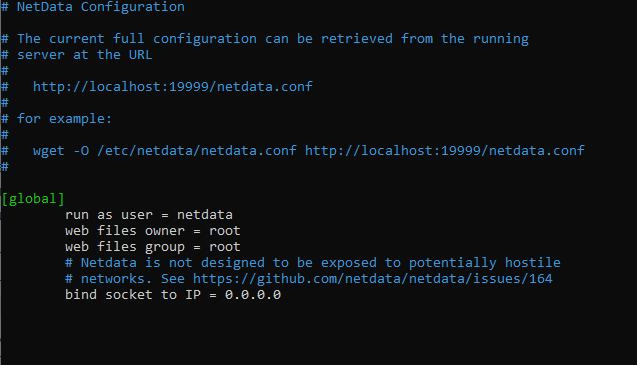 # NetData Configuration
# The current full configuration can be retrieved from the running
# server at the URL
#
#   http://localhost:19999/netdata.conf
#
# for example:
#
#   wget -O /etc/netdata/netdata.conf http://localhost:19999/netdata.conf
#
[global]
        run as user = netdata
        web files owner = root
        web files group = root
        # Netdata is not designed to be exposed to potentially hostile
        # networks. See https://github.com/netdata/netdata/issues/164
        bind socket to IP = 0.0.0.0